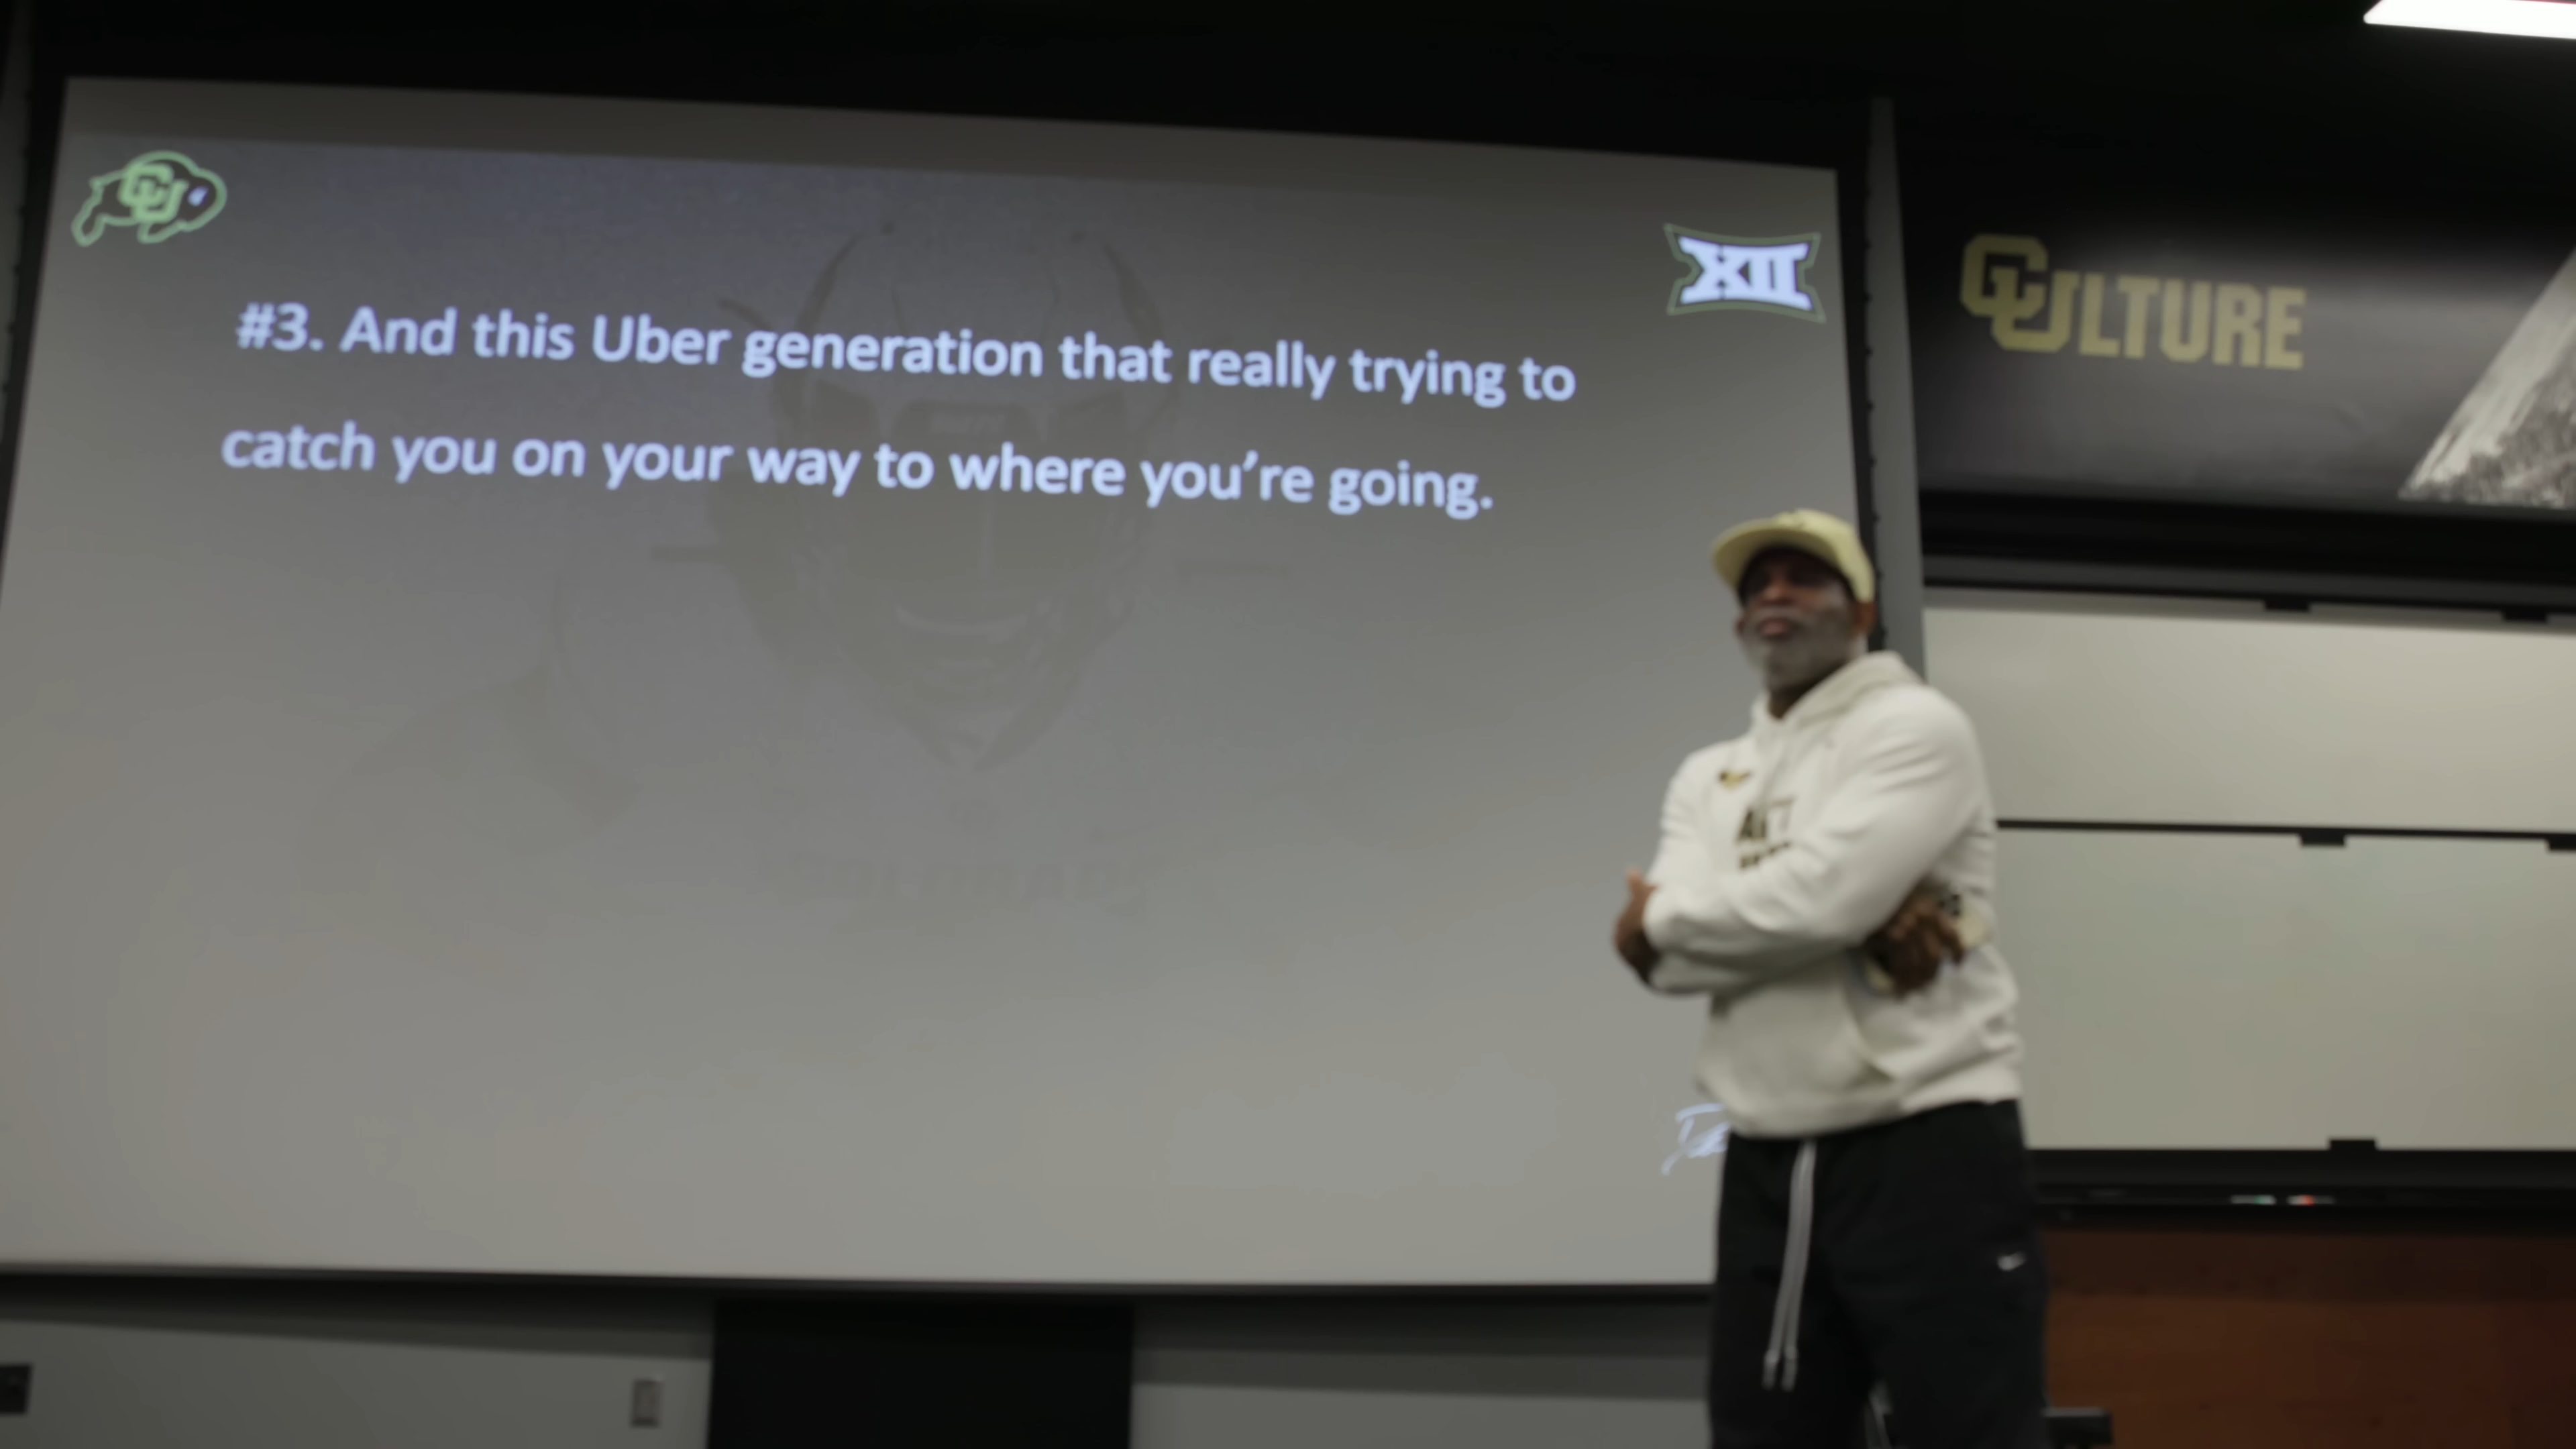 CU
XII
CULTURE
#3. And this Uber generation that really trying to
catch you on your way to where you're going.